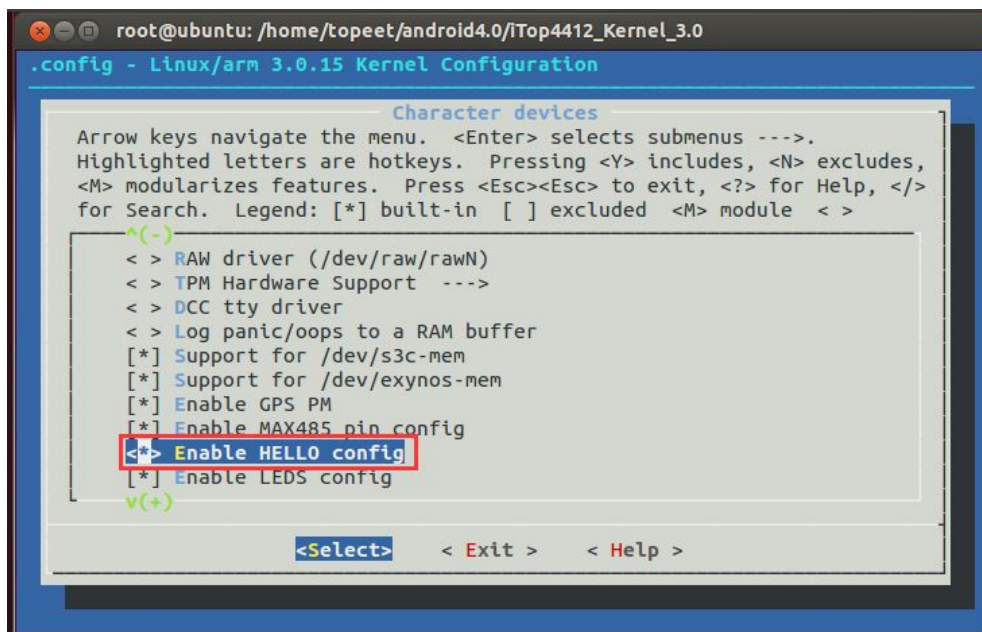 root@ubuntu: /home/topeet/android4.0/iTop4412_Kernel_3.0
.config - Linux/arm 3.0.15 Kernel Configuration
Character devices
Arrow keys navigate the menu.  <Enter> selects submenus --->.
Highlighted letters are hotkeys.  Pressing <Y> includes, <N> excludes,
<M> modularizes features.  Press <Esc><Esc> to exit, <?> for Help, </>
for Search.  Legend: [*] built-in  [ ] excluded  <M> module  < >
^(-)
< > RAW driver (/dev/raw/rawN)
< > TPM Hardware Support  --->
< > DCC tty driver
< > Log panic/oops to a RAM buffer
[*] Support for /dev/s3c-mem
[*] Support for /dev/exynos-mem
[*] Enable GPS PM
[*] Enable MAX485 pin config
<*> Enable HELLO config
[*] Enable LEDS config
v(+)
<Select>    < Exit >    < Help >